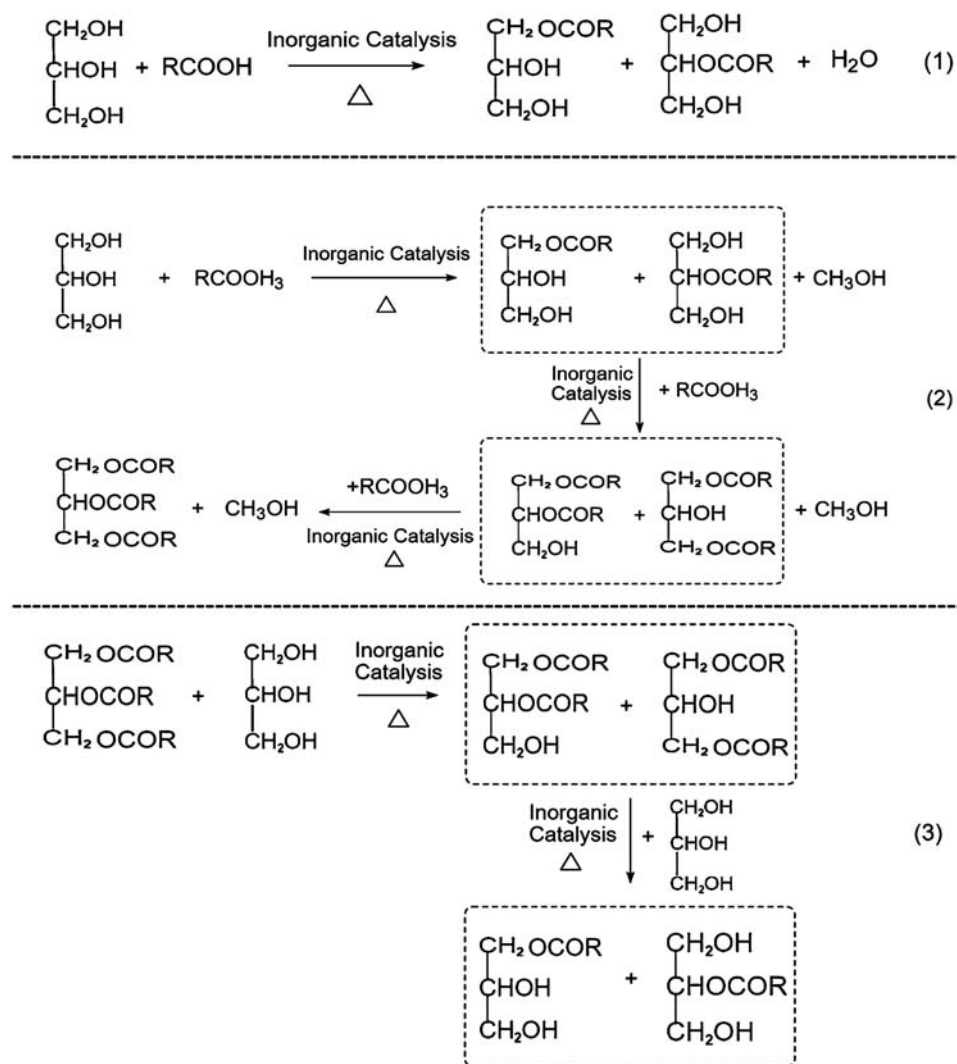 CH₂OH
CHOH + RCOOH
CH₂OH
Inorganic Catalysis
△
CH₂OCOR
CHOH
CH₂OH
+
CH₂OH
CHOCOR
CH₂OH
+ H₂O
(1)
CH₂OH
CHOH
CH₂OH
+ RCOOH₃
Inorganic Catalysis
△
CH₂OCOR
CHOH
CH₂OH
+
CH₂OH
CHOCOR
CH₂OH
+ CH₃OH
Inorganic
Catalysis
△
+ RCOOH₃
(2)
CH₂OCOR
CHOCOR
CH₂OCOR
+ CH₃OH
+RCOOH₃
Inorganic Catalysis
△
CH₂OCOR
CHOCOR
CH₂OH
+
CH₂OCOR
CHOH
CH₂OCOR
+ CH₃OH
CH₂OCOR
CHOCOR
CH₂OCOR
+
CH₂OH
CHOH
CH₂OH
Inorganic
Catalysis
△
CH₂OCOR
CHOCOR
CH₂OH
+
CH₂OCOR
CHOH
CH₂OCOR
Inorganic
Catalysis
△
+
CH₂OH
CHOH
CH₂OH
(3)
CH₂OCOR
CHOH
CH₂OH
+
CH₂OH
CHOCOR
CH₂OH